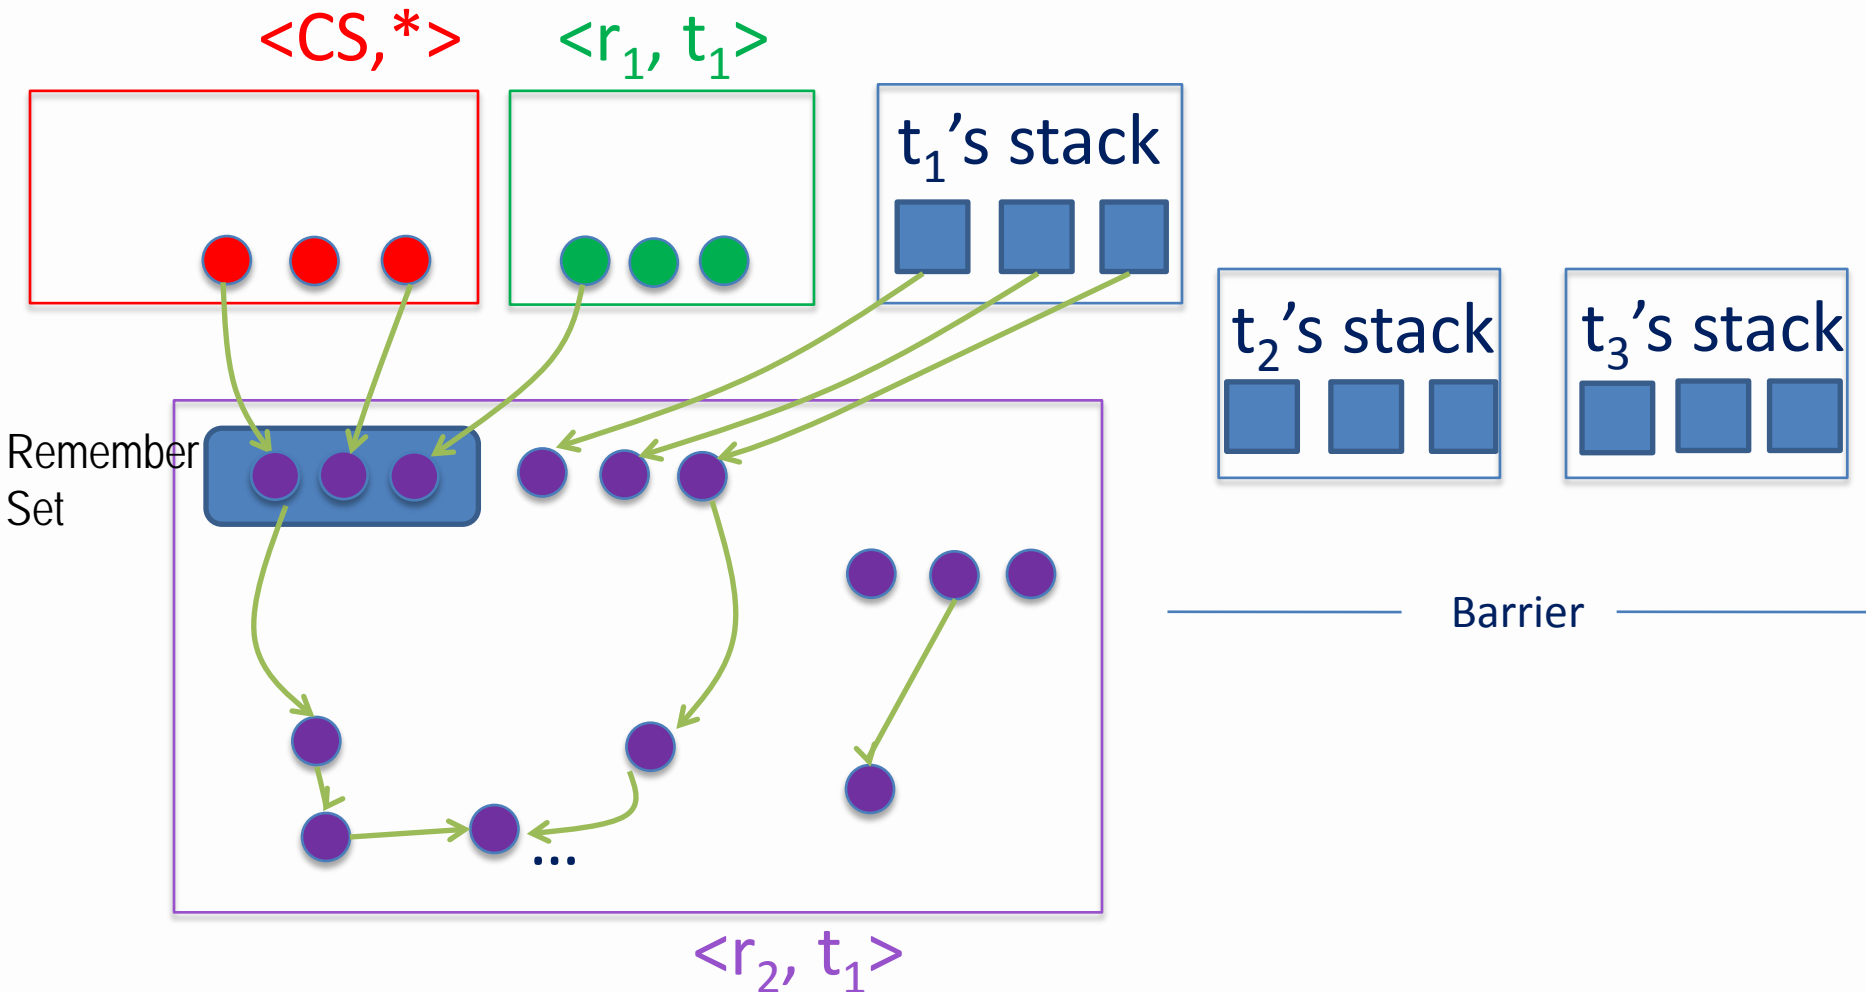 <CS,*>
<r₁, t₁>
t₁’s stack
t₂’s stack
t₃’s stack
Remember
Set
Barrier
...
<r₂, t₁>